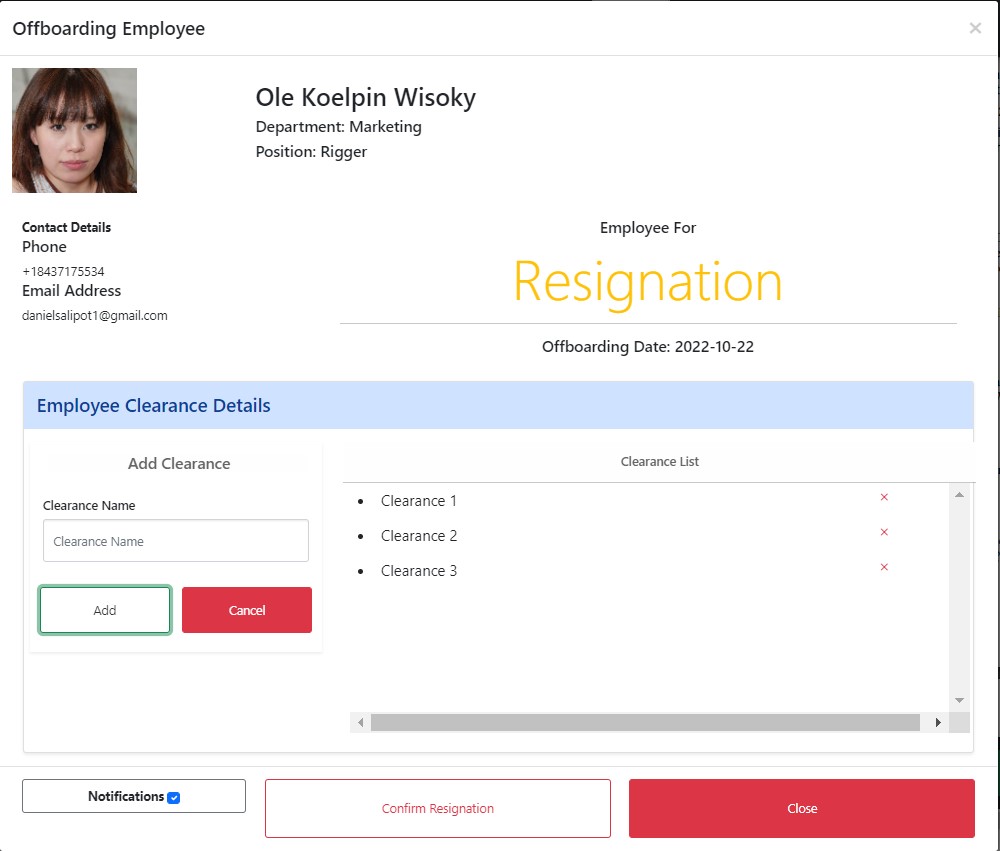 Offboarding Employee
×
Ole Koelpin Wisoky
Department: Marketing
Position: Rigger
Contact Details
Phone
+18437175534
Email Address
danielsalipot1@gmail.com
Employee For
Resignation
Offboarding Date: 2022-10-22
Employee Clearance Details
Add Clearance
Clearance Name
Clearance Name
Add
Cancel
Clearance List
• Clearance 1 ×
• Clearance 2 ×
• Clearance 3 ×
Notifications
Confirm Resignation
Close